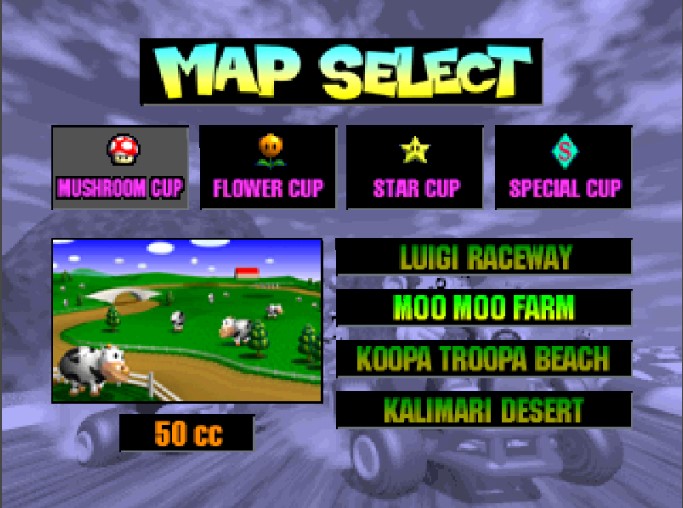 MAP SELECT
MUSHROOM CUP
FLOWER CUP
STAR CUP
S
SPECIAL CUP
LUIGI RACEWAY
MOO MOO FARM
KOOPA TROOPA BEACH
KALIMARI DESERT
50 cc